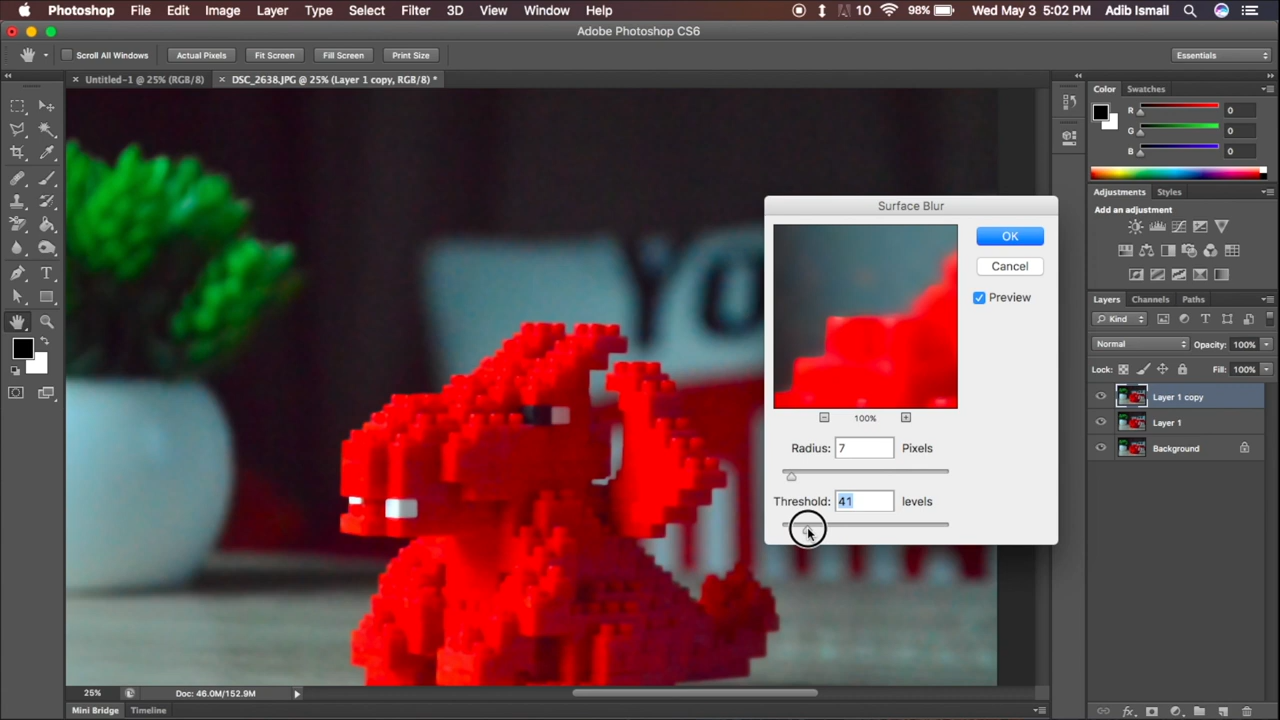 Photoshop File Edit Image Layer Type Select Filter 3D View Window Help 10 98% Wed May 3 5:02 PM Adib Ismail
Adobe Photoshop CS6
Scroll All Windows Actual Pixels Fit Screen Fill Screen Print Size Essentials
Untitled-1 @ 25% (RGB/8) DSC_2638.JPG @ 25% (Layer 1 copy, RGB/8) *
Color Swatches
R 0
G 0
B 0
Adjustments Styles
Add an adjustment
Surface Blur
OK
Cancel
Preview
100%
Radius: 7 Pixels
Threshold: 41 levels
Layers Channels Paths
Kind
Normal Opacity: 100%
Lock: Fill: 100%
Layer 1 copy
Layer 1
Background
YO
25% Doc: 46.0M/152.9M
Mini Bridge Timeline